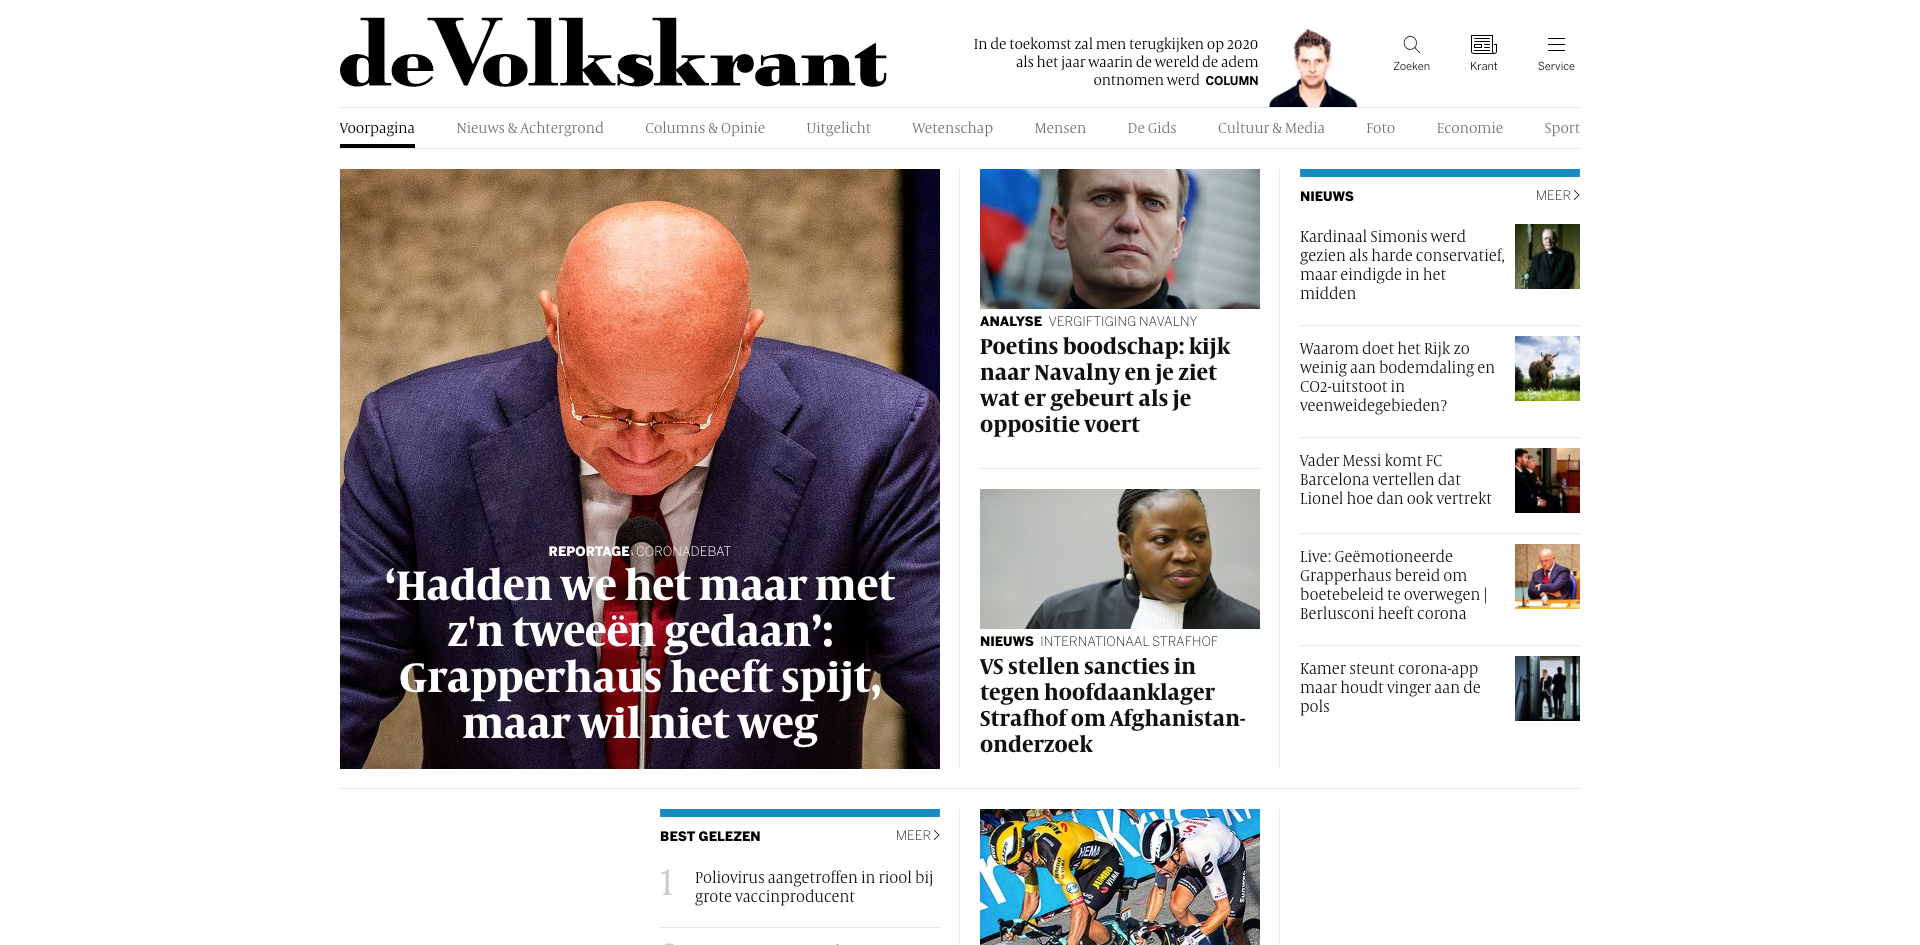 de Volkskrant
In de toekomst zal men terugkijken op 2020
als het jaar waarin de wereld de adem
ontnomen werd COLUMN
Zoeken
Krant
Service
Voorpagina
Nieuws & Achtergrond
Columns & Opinie
Uitgelicht
Wetenschap
Mensen
De Gids
Cultuur & Media
Foto
Economie
Sport
REPORTAGE CORONADEBAT
‘Hadden we het maar met
z'n tweeën gedaan’:
Grapperhaus heeft spijt,
maar wil niet weg
ANALYSE VERGIFTIGING NAVALNY
Poetins boodschap: kijk
naar Navalny en je ziet
wat er gebeurt als je
oppositie voert
NIEUWS INTERNATIONAAL STRAFHOF
VS stellen sancties in
tegen hoofdaanklager
Strafhof om Afghanistan-
onderzoek
NIEUWS
MEER
Kardinaal Simonis werd
gezien als harde conservatief,
maar eindigde in het
midden
Waarom doet het Rijk zo
weinig aan bodemdaling en
CO2-uitstoot in
veenweidegebieden?
Vader Messi komt FC
Barcelona vertellen dat
Lionel hoe dan ook vertrekt
Live: Geëmotioneerde
Grapperhaus bereid om
boetebeleid te overwegen |
Berlusconi heeft corona
Kamer steunt corona-app
maar houdt vinger aan de
pols
BEST GELEZEN
MEER
1
Poliovirus aangetroffen in riool bij
grote vaccinproducent
HEMA
JUMBO
VISMA